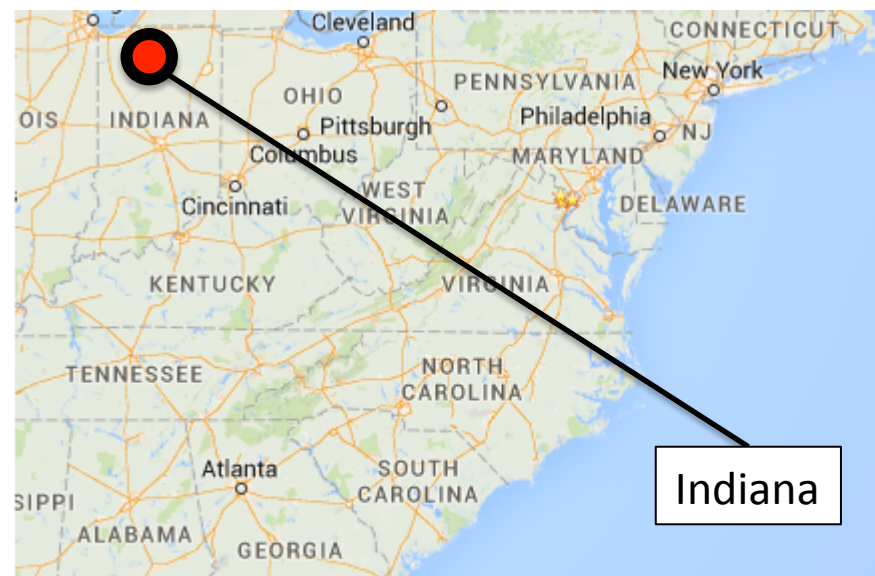 Cleveland
CONNECTICUT
New York
PENNSYLVANIA
OHIO
OIS
INDIANA
Pittsburgh
Philadelphia
NJ
Columbus
MARYLAND
WEST
VIRGINIA
Cincinnati
DELAWARE
KENTUCKY
VIRGINIA
NORTH
CAROLINA
TENNESSEE
Atlanta
SOUTH
CAROLINA
Indiana
SIPPI
ALABAMA
GEORGIA